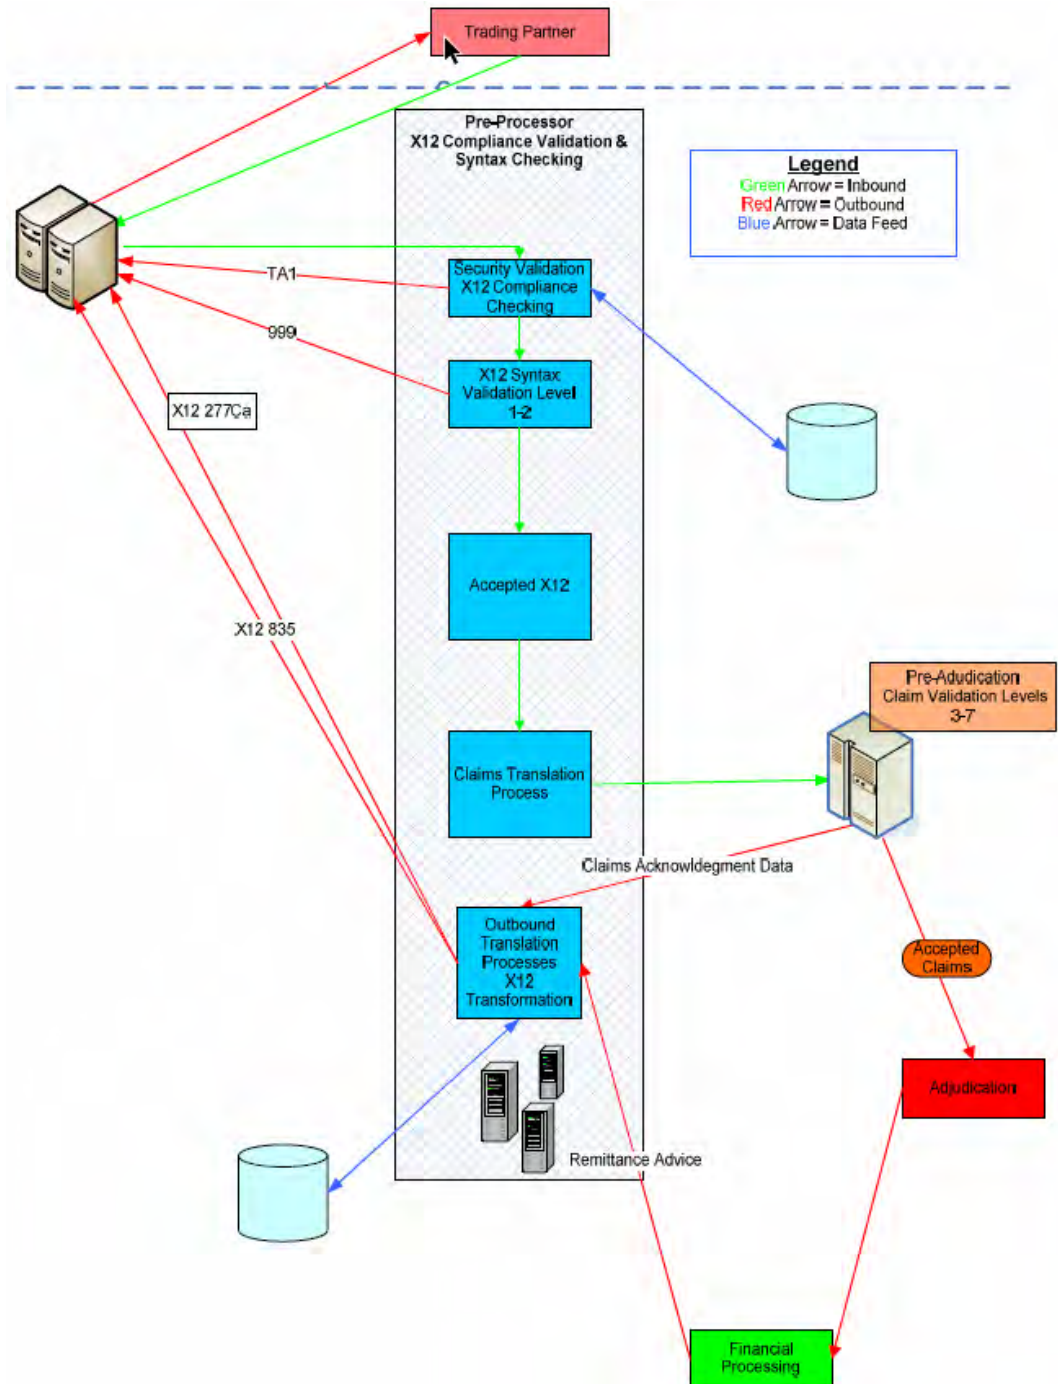 Trading Partner
Pre-Processor
X12 Compliance Validation &
Syntax Checking
Legend
Green Arrow = Inbound
Red Arrow = Outbound
Blue Arrow = Data Feed
Security Validation
X12 Compliance
Checking
TA1
999
X12 Syntax
Validation Level
1-2
X12 277Ca
Accepted X12
X12 835
Pre-Adudication
Claim Validation Levels
3-7
Claims Translation
Process
Claims Acknowldegment Data
Outbound
Translation
Processes
X12
Transformation
Accepted
Claims
Adjudication
Remittance Advice
Financial
Processing